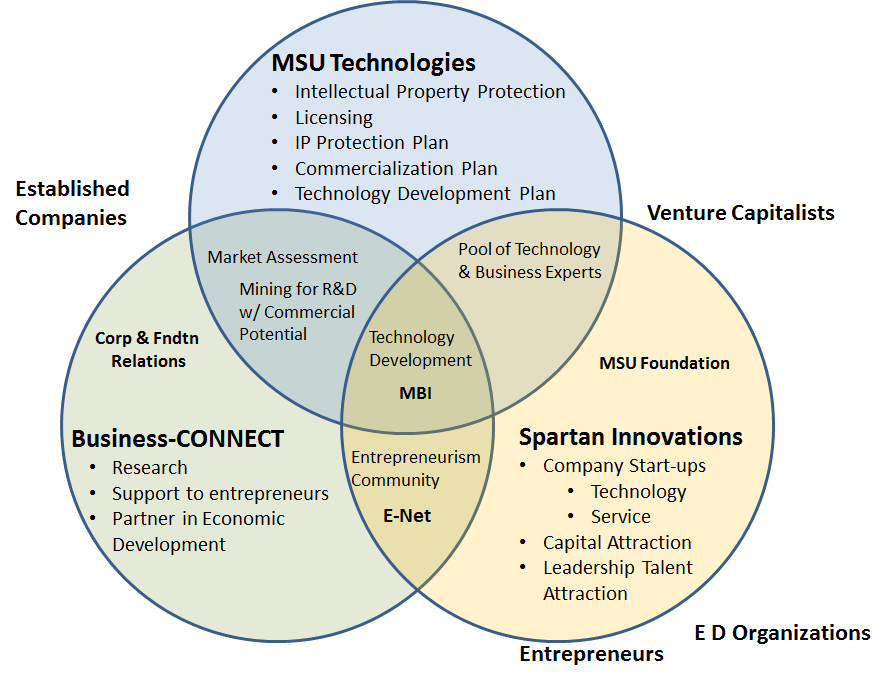 MSU Technologies
• Intellectual Property Protection
• Licensing
• IP Protection Plan
• Commercialization Plan
• Technology Development Plan
Established
Companies
Venture Capitalists
Market Assessment
Mining for R&D
w/ Commercial
Potential
Pool of Technology
& Business Experts
Technology
Development
MBI
Corp & Fndtn
Relations
MSU Foundation
Business-CONNECT
• Research
• Support to entrepreneurs
• Partner in Economic
Development
Entrepreneurism
Community
E-Net
Spartan Innovations
• Company Start-ups
• Technology
• Service
• Capital Attraction
• Leadership Talent
Attraction
E D Organizations
Entrepreneurs